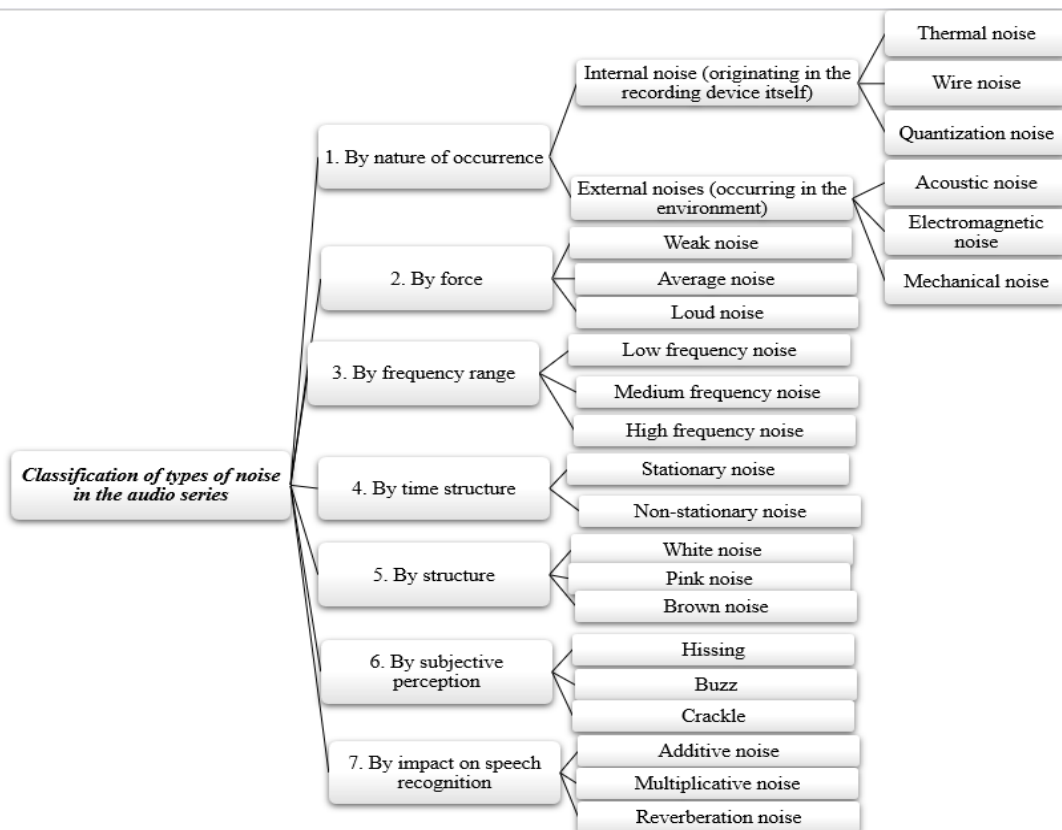 Classification of types of noise
in the audio series
1. By nature of occurrence
Internal noise (originating in the
recording device itself)
Thermal noise
Wire noise
Quantization noise
External noises (occurring in the
environment)
Acoustic noise
Electromagnetic
noise
Mechanical noise
2. By force
Weak noise
Average noise
Loud noise
3. By frequency range
Low frequency noise
Medium frequency noise
High frequency noise
4. By time structure
Stationary noise
Non-stationary noise
5. By structure
White noise
Pink noise
Brown noise
6. By subjective
perception
Hissing
Buzz
Crackle
7. By impact on speech
recognition
Additive noise
Multiplicative noise
Reverberation noise